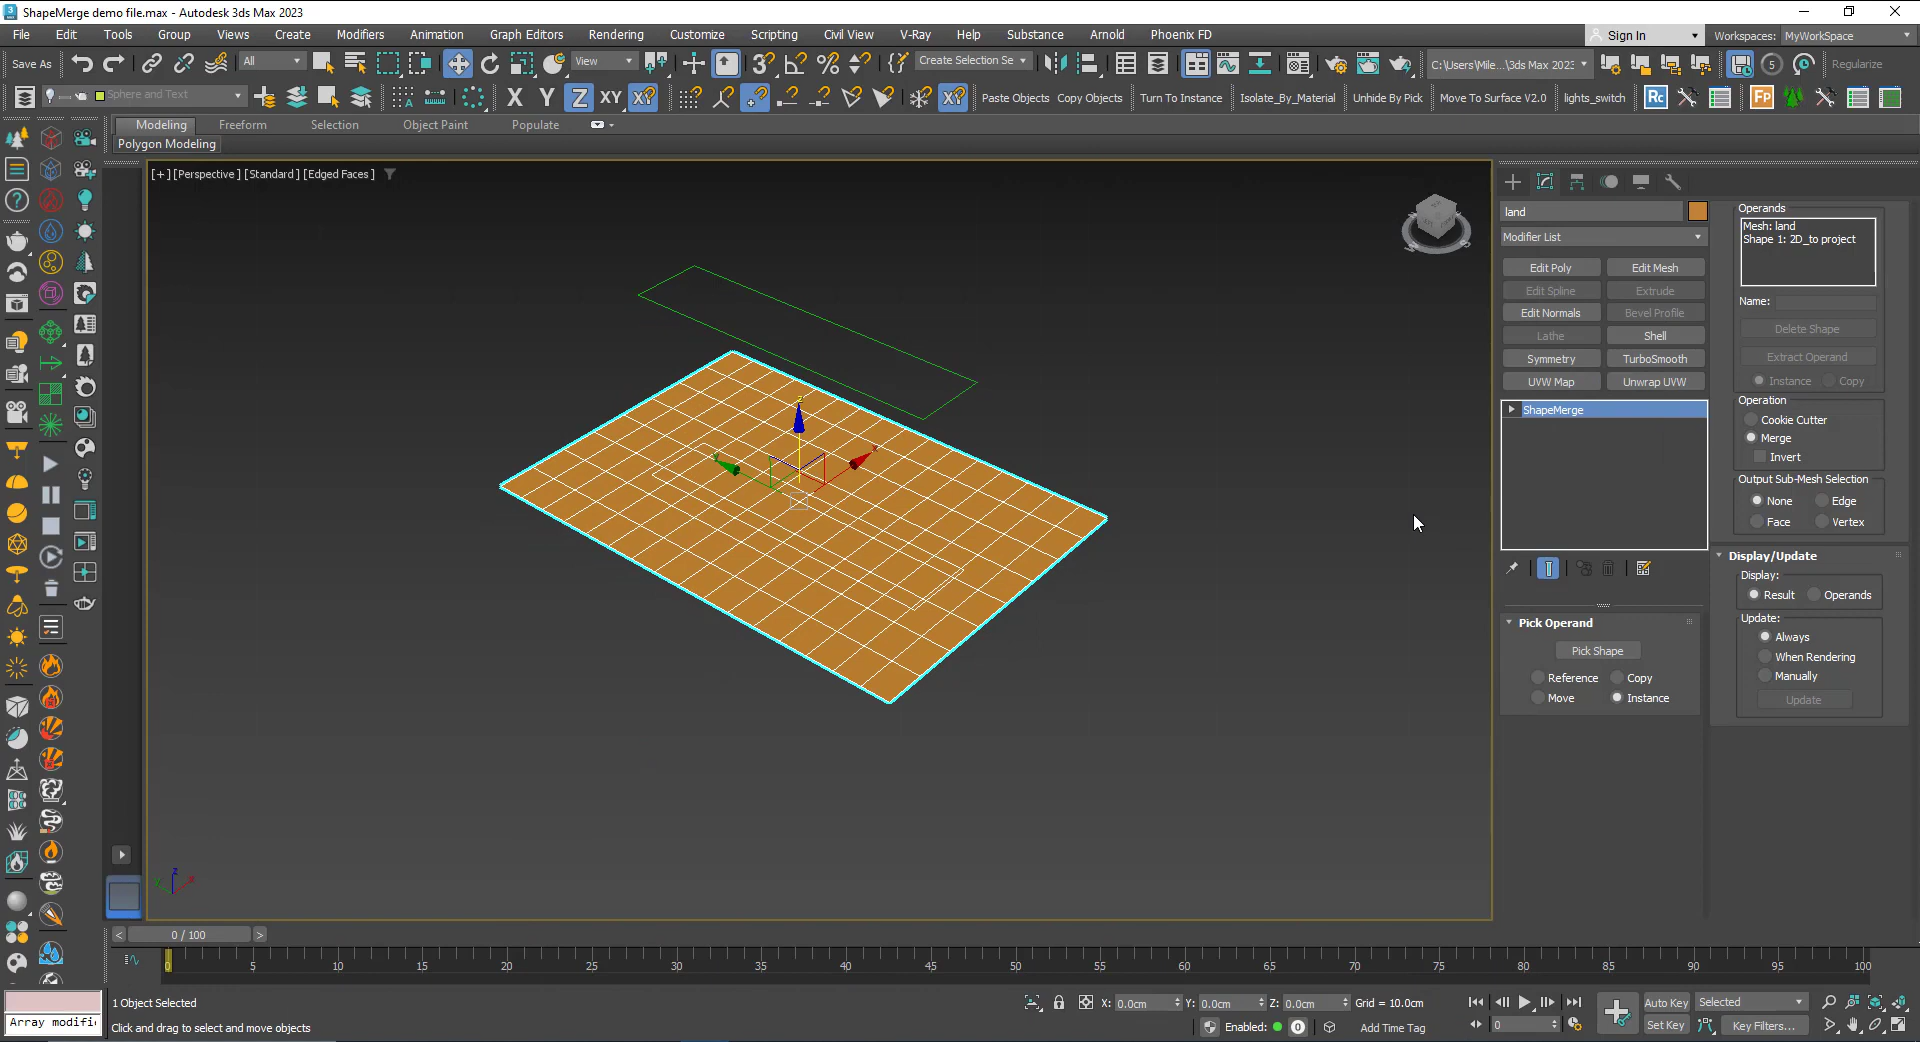 ShapeMerge demo file.max - Autodesk 3ds Max 2023
File Edit Tools Group Views Create Modifiers Animation Graph Editors Rendering Customize Scripting Civil View V-Ray Help Substance Arnold Phoenix FD Sign In Workspaces: MyWorkSpace
Save As All View Create Selection Se C:\Users\Mile...\3ds Max 2023 5 Regularize
Sphere and Text X Y Z XY XY XY Paste Objects Copy Objects Turn To Instance Isolate_By_Material Unhide By Pick Move To Surface V2.0 lights_switch Rc Fp
Modeling Freeform Selection Object Paint Populate
Polygon Modeling
[+] [Perspective] [Standard] [Edged Faces]
land
Modifier List
Edit Poly Edit Mesh
Edit Spline Extrude
Edit Normals Bevel Profile
Lathe Shell
Symmetry TurboSmooth
UVW Map Unwrap UVW
ShapeMerge
Pick Operand
Pick Shape
Reference Copy
Move Instance
Operands
Mesh: land
Shape 1: 2D_to project
Name:
Delete Shape
Extract Operand
Instance Copy
Operation
Cookie Cutter
Merge
Invert
Output Sub-Mesh Selection
None Edge
Face Vertex
Display/Update
Display:
Result Operands
Update:
Always
When Rendering
Manually
Update
z
x
y
z
x
y
< 0 / 100 >
0 5 10 15 20 25 30 35 40 45 50 55 60 65 70 75 80 85 90 95 100
1 Object Selected X: 0.0cm Y: 0.0cm Z: 0.0cm Grid = 10.0cm Auto Key Selected
Array modifi Click and drag to select and move objects Enabled: 0 Add Time Tag 0 Set Key Key Filters...